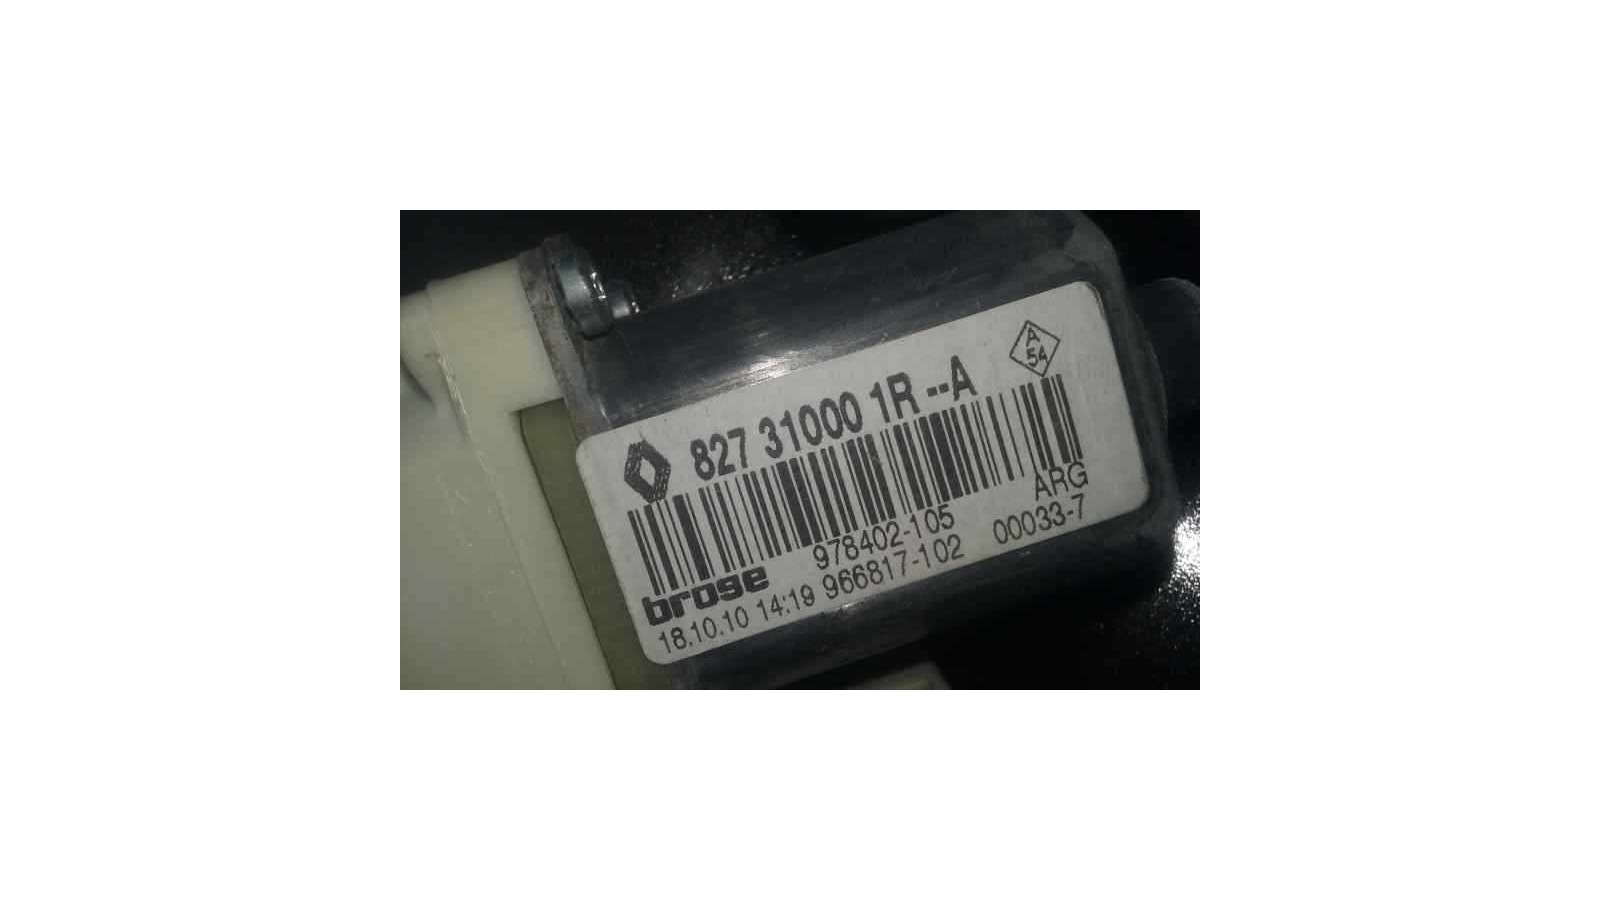 A
54
827 31000 1R --A
ARG
978402-105
00033-7
brose
18.10.10 14:19 966817-102